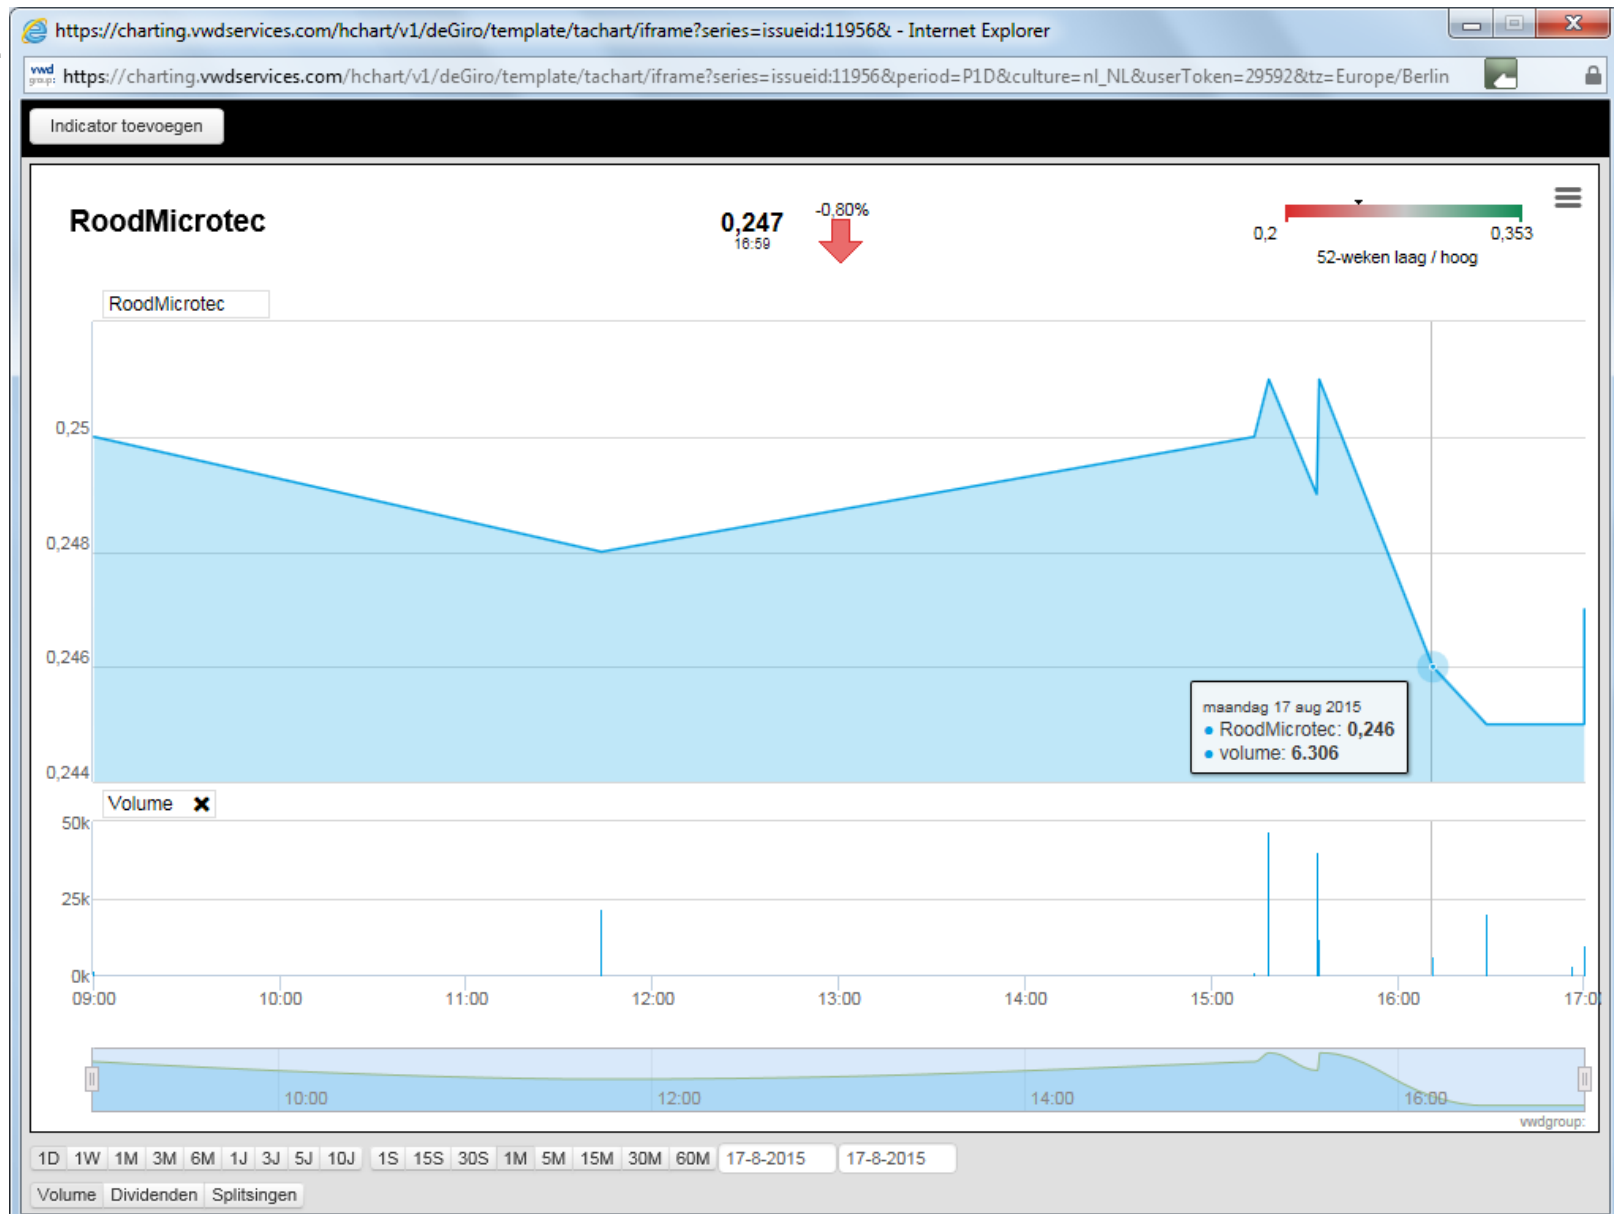 https://charting.vwdservices.com/hchart/v1/deGiro/template/tachart/iframe?series=issueid:11956& - Internet Explorer
vwd group: https://charting.vwdservices.com/hchart/v1/deGiro/template/tachart/iframe?series=issueid:11956&period=P1D&culture=nl_NL&userToken=29592&tz=Europe/Berlin
Indicator toevoegen
RoodMicrotec
0,247
16:59
-0,80%
0,2 0,353
52-weken laag / hoog
RoodMicrotec
0,25
0,248
0,246
0,244
maandag 17 aug 2015
• RoodMicrotec: 0,246
• volume: 6.306
Volume ✖
50k
25k
0k
09:00 10:00 11:00 12:00 13:00 14:00 15:00 16:00 17:0
10:00 12:00 14:00 16:00
vwdgroup:
1D 1W 1M 3M 6M 1J 3J 5J 10J 1S 15S 30S 1M 5M 15M 30M 60M 17-8-2015 17-8-2015
Volume Dividenden Splitsingen